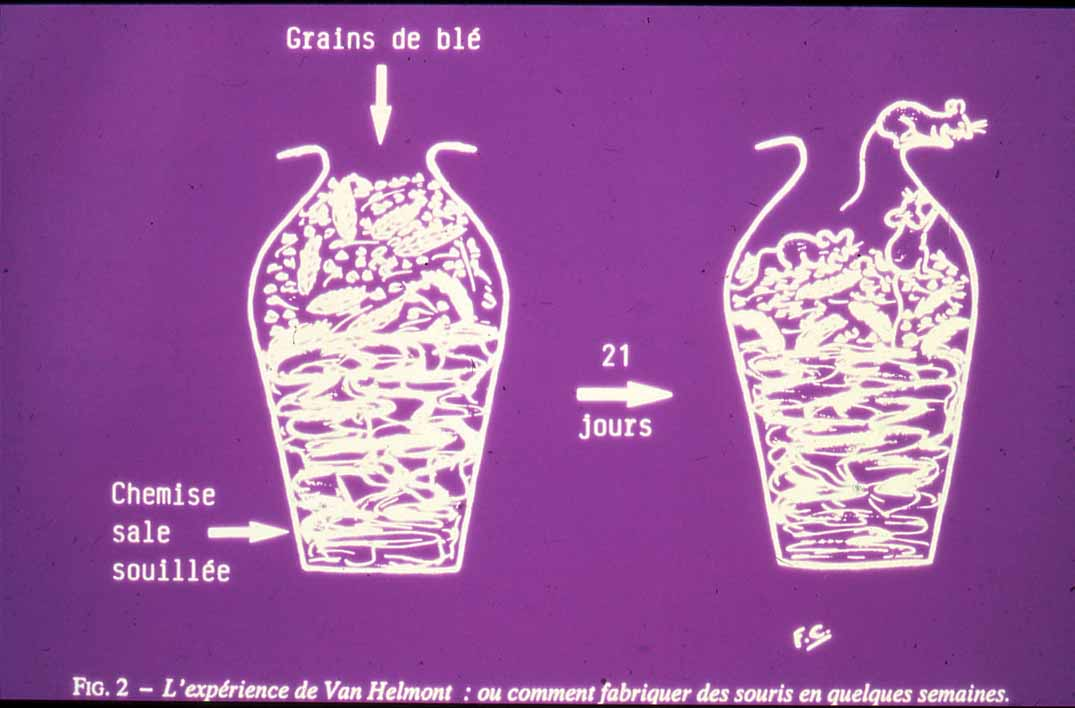 Grains de blé
21
jours
Chemise
sale
souillée
F.C.
FIG. 2 – L'expérience de Van Helmont : ou comment fabriquer des souris en quelques semaines.